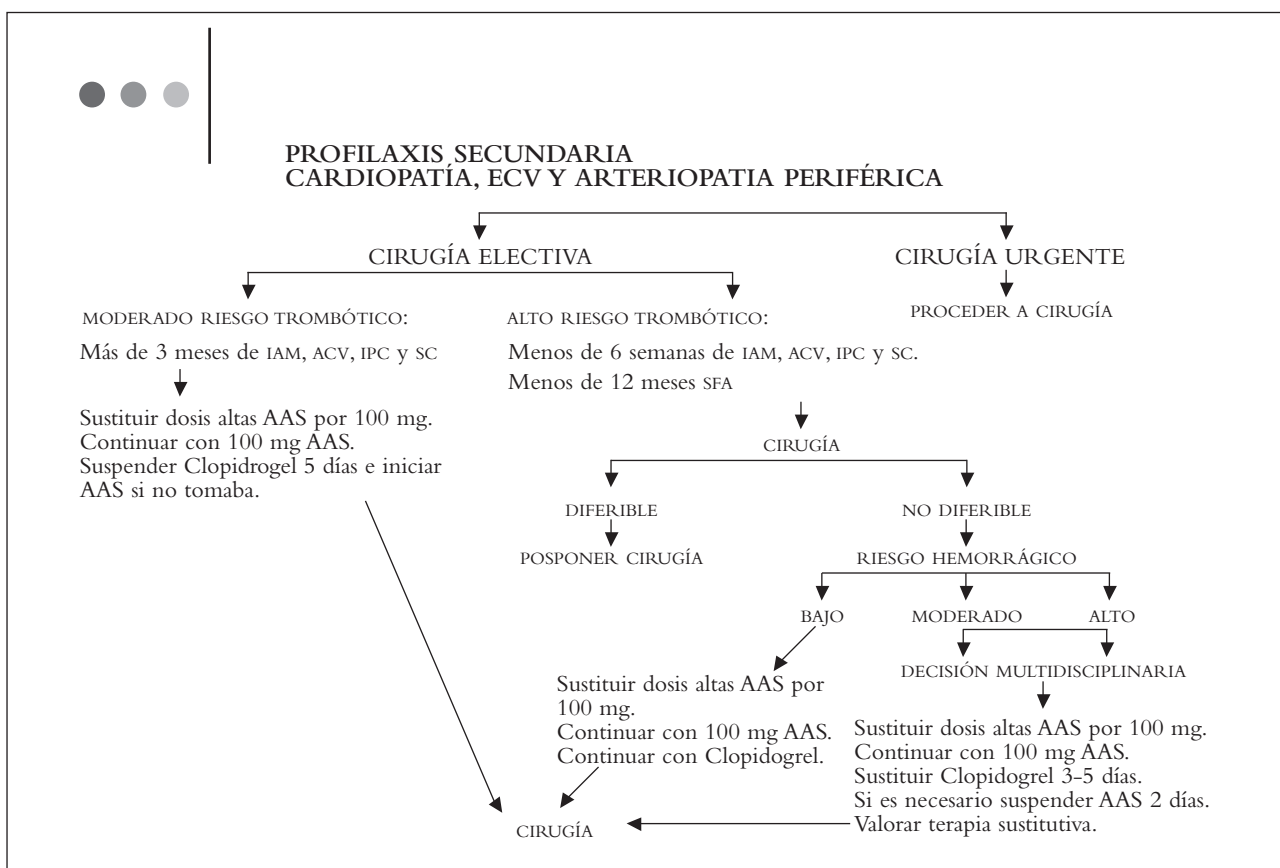 PROFILAXIS SECUNDARIA
CARDIOPATÍA, ECV Y ARTERIOPATIA PERIFÉRICA
CIRUGÍA ELECTIVA
CIRUGÍA URGENTE
MODERADO RIESGO TROMBÓTICO:
Más de 3 meses de IAM, ACV, IPC y SC
ALTO RIESGO TROMBÓTICO:
Menos de 6 semanas de IAM, ACV, IPC y SC.
Menos de 12 meses SFA
PROCEDER A CIRUGÍA
Sustituir dosis altas AAS por 100 mg.
Continuar con 100 mg AAS.
Suspender Clopidrogel 5 días e iniciar
AAS si no tomaba.
CIRUGÍA
DIFERIBLE
NO DIFERIBLE
POSPONER CIRUGÍA
RIESGO HEMORRÁGICO
BAJO
MODERADO
ALTO
DECISIÓN MULTIDISCIPLINARIA
Sustituir dosis altas AAS por
100 mg.
Continuar con 100 mg AAS.
Continuar con Clopidogrel.
Sustituir dosis altas AAS por 100 mg.
Continuar con 100 mg AAS.
Sustituir Clopidogrel 3-5 días.
Si es necesario suspender AAS 2 días.
Valorar terapia sustitutiva.
CIRUGÍA